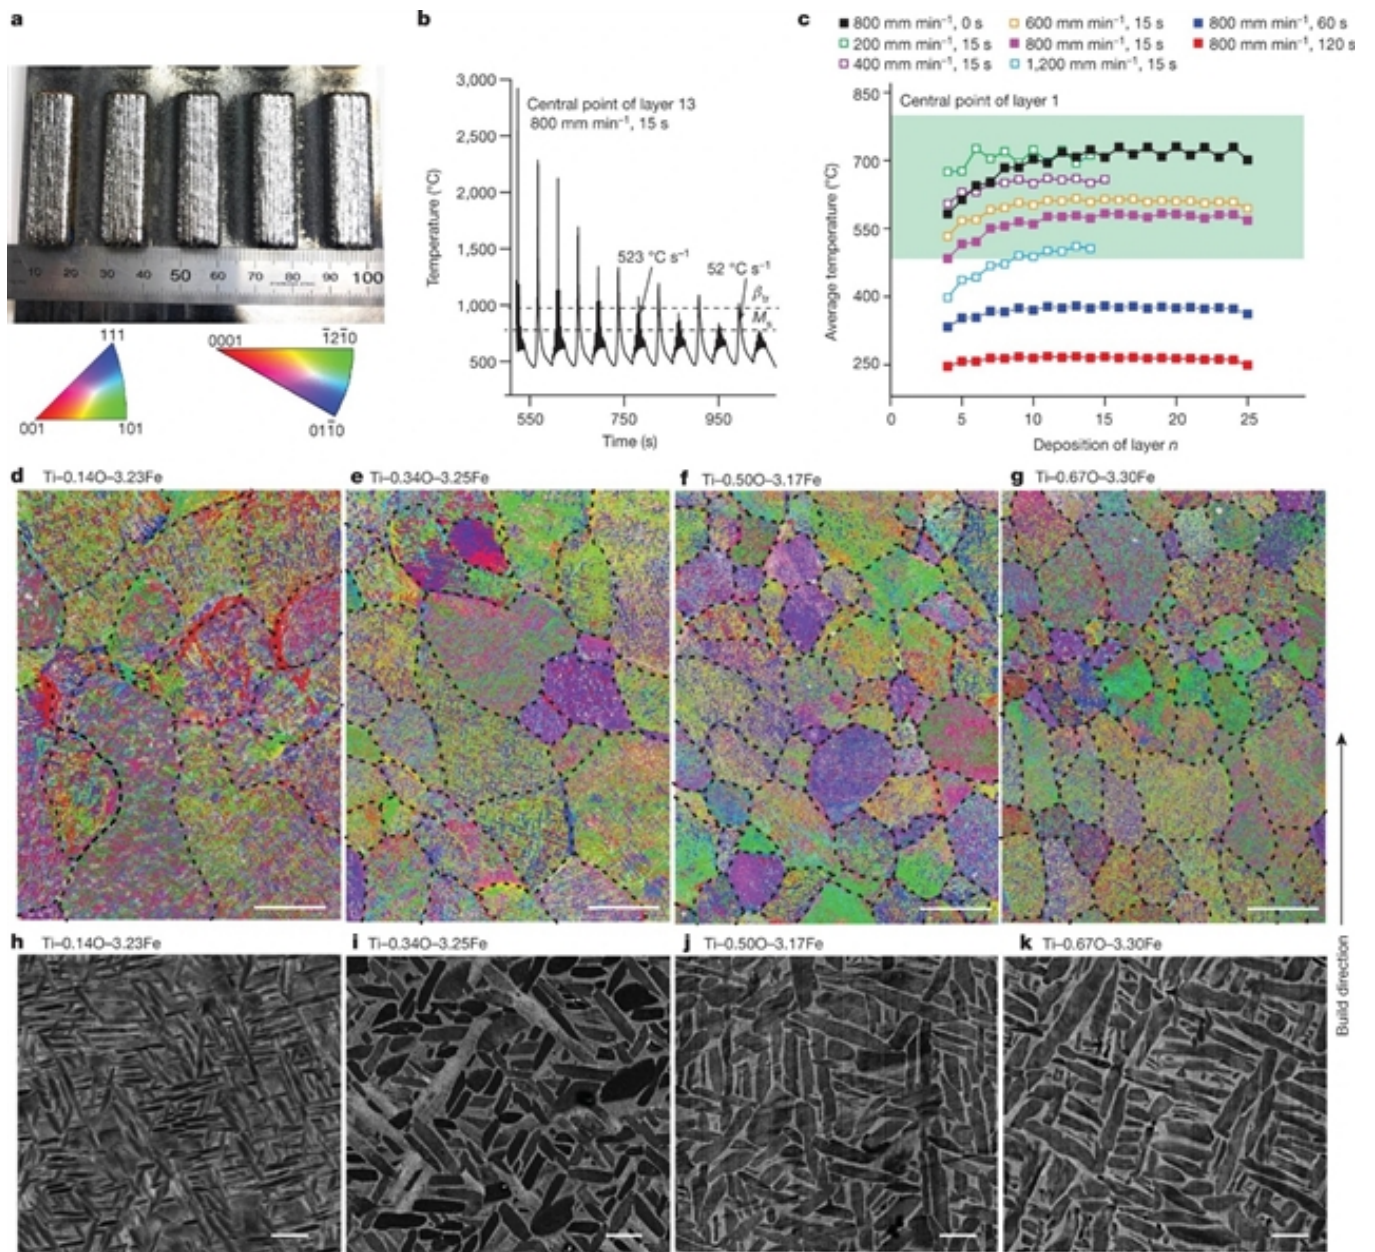 a
10 20 30 40 50 60 70 80 90 100
111
001 101
0001 1̅21̅0
011̅0
b
3,000
2,500
2,000
1,500
1,000
500
Temperature (°C)
Central point of layer 13
800 mm min⁻¹, 15 s
523 °C s⁻¹
52 °C s⁻¹
βtr
Ms
550 750 950
Time (s)
c
800 mm min⁻¹, 0 s
600 mm min⁻¹, 15 s
800 mm min⁻¹, 60 s
200 mm min⁻¹, 15 s
800 mm min⁻¹, 15 s
800 mm min⁻¹, 120 s
400 mm min⁻¹, 15 s
1,200 mm min⁻¹, 15 s
850
700
550
400
250
Average temperature (°C)
Central point of layer 1
0 5 10 15 20 25
Deposition of layer n
d Ti–0.14O–3.23Fe
e Ti–0.34O–3.25Fe
f Ti–0.50O–3.17Fe
g Ti–0.67O–3.30Fe
h Ti–0.14O–3.23Fe
i Ti–0.34O–3.25Fe
j Ti–0.50O–3.17Fe
k Ti–0.67O–3.30Fe
Build direction